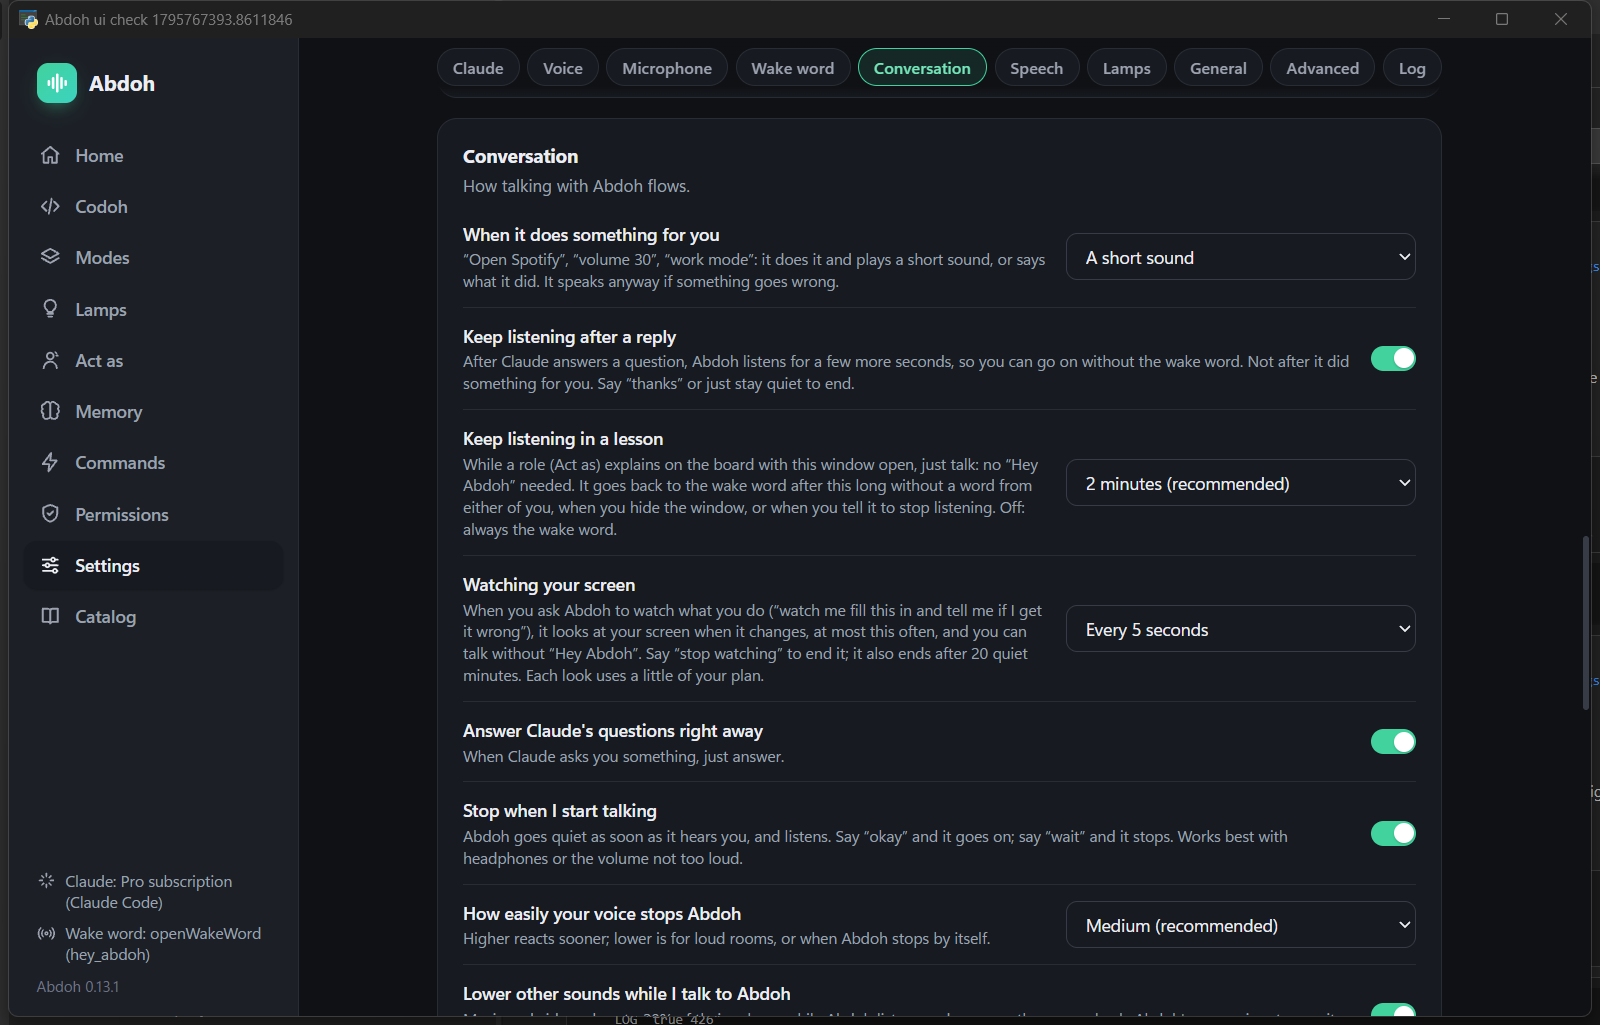 Abdoh ui check 1795767393.8611846
Abdoh
Home
Codoh
Modes
Lamps
Act as
Memory
Commands
Permissions
Settings
Catalog
Claude: Pro subscription
(Claude Code)
Wake word: openWakeWord
(hey_abdoh)
Abdoh 0.13.1
Claude
Voice
Microphone
Wake word
Conversation
Speech
Lamps
General
Advanced
Log
Conversation
How talking with Abdoh flows.
When it does something for you
“Open Spotify”, “volume 30”, “work mode”: it does it and plays a short sound, or says
what it did. It speaks anyway if something goes wrong.
A short sound
Keep listening after a reply
After Claude answers a question, Abdoh listens for a few more seconds, so you can go on without the wake word. Not after it did
something for you. Say “thanks” or just stay quiet to end.
Keep listening in a lesson
While a role (Act as) explains on the board with this window open, just talk: no “Hey
Abdoh” needed. It goes back to the wake word after this long without a word from
either of you, when you hide the window, or when you tell it to stop listening. Off:
always the wake word.
2 minutes (recommended)
Watching your screen
When you ask Abdoh to watch what you do (“watch me fill this in and tell me if I get
it wrong”), it looks at your screen when it changes, at most this often, and you can
talk without “Hey Abdoh”. Say “stop watching” to end it; it also ends after 20 quiet
minutes. Each look uses a little of your plan.
Every 5 seconds
Answer Claude's questions right away
When Claude asks you something, just answer.
Stop when I start talking
Abdoh goes quiet as soon as it hears you, and listens. Say “okay” and it goes on; say “wait” and it stops. Works best with
headphones or the volume not too loud.
How easily your voice stops Abdoh
Higher reacts sooner; lower is for loud rooms, or when Abdoh stops by itself.
Medium (recommended)
Lower other sounds while I talk to Abdoh
LOG true 426